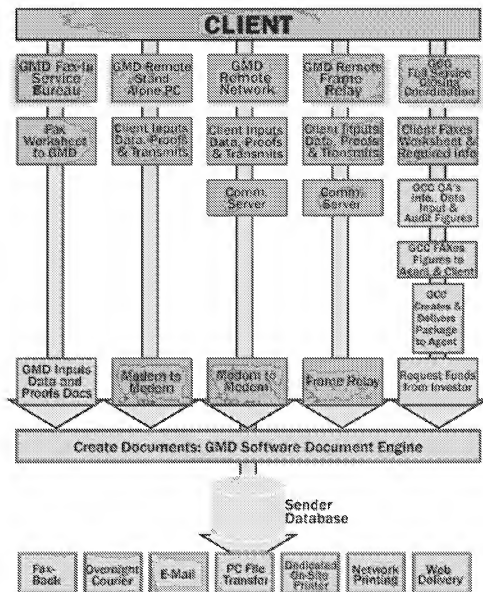 CLIENT
GMD Fax-In
Service
Bureau
GMD Remote
Stand
Alone PC
GMD
Remote
Network
GMD Remote
Frame
Relay
GCC
Full Service
Closing
Coordination
Fax
Worksheet
to GMD
Client Inputs
Data, Proofs
& Transmits
Client Inputs
Data, Proofs
& Transmits
Client Inputs
Data, Proofs
& Transmits
Client Faxes
Worksheet &
Required Info
Comm.
Server
Comm.
Server
GCC QA's
Info., Data
Input &
Audit Figures
GCC FAXes
Figures to
Agent & Client
GCC
Creates &
Delivers
Package
to Agent
GMD Inputs
Data and
Proofs Docs
Modem to
Modem
Modem to
Modem
Frame Relay
Request Funds
from Investor
Create Documents: GMD Software Document Engine
Sender
Database
Fax-
Back
Overnight
Courier
E-Mail
PC File
Transfer
Dedicated
On-Site
Printer
Network
Printing
Web
Delivery